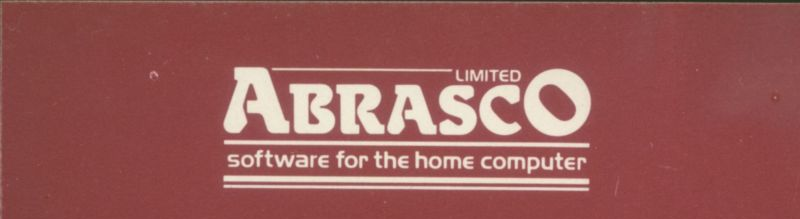 LIMITED
ABRASCO
software for the home computer